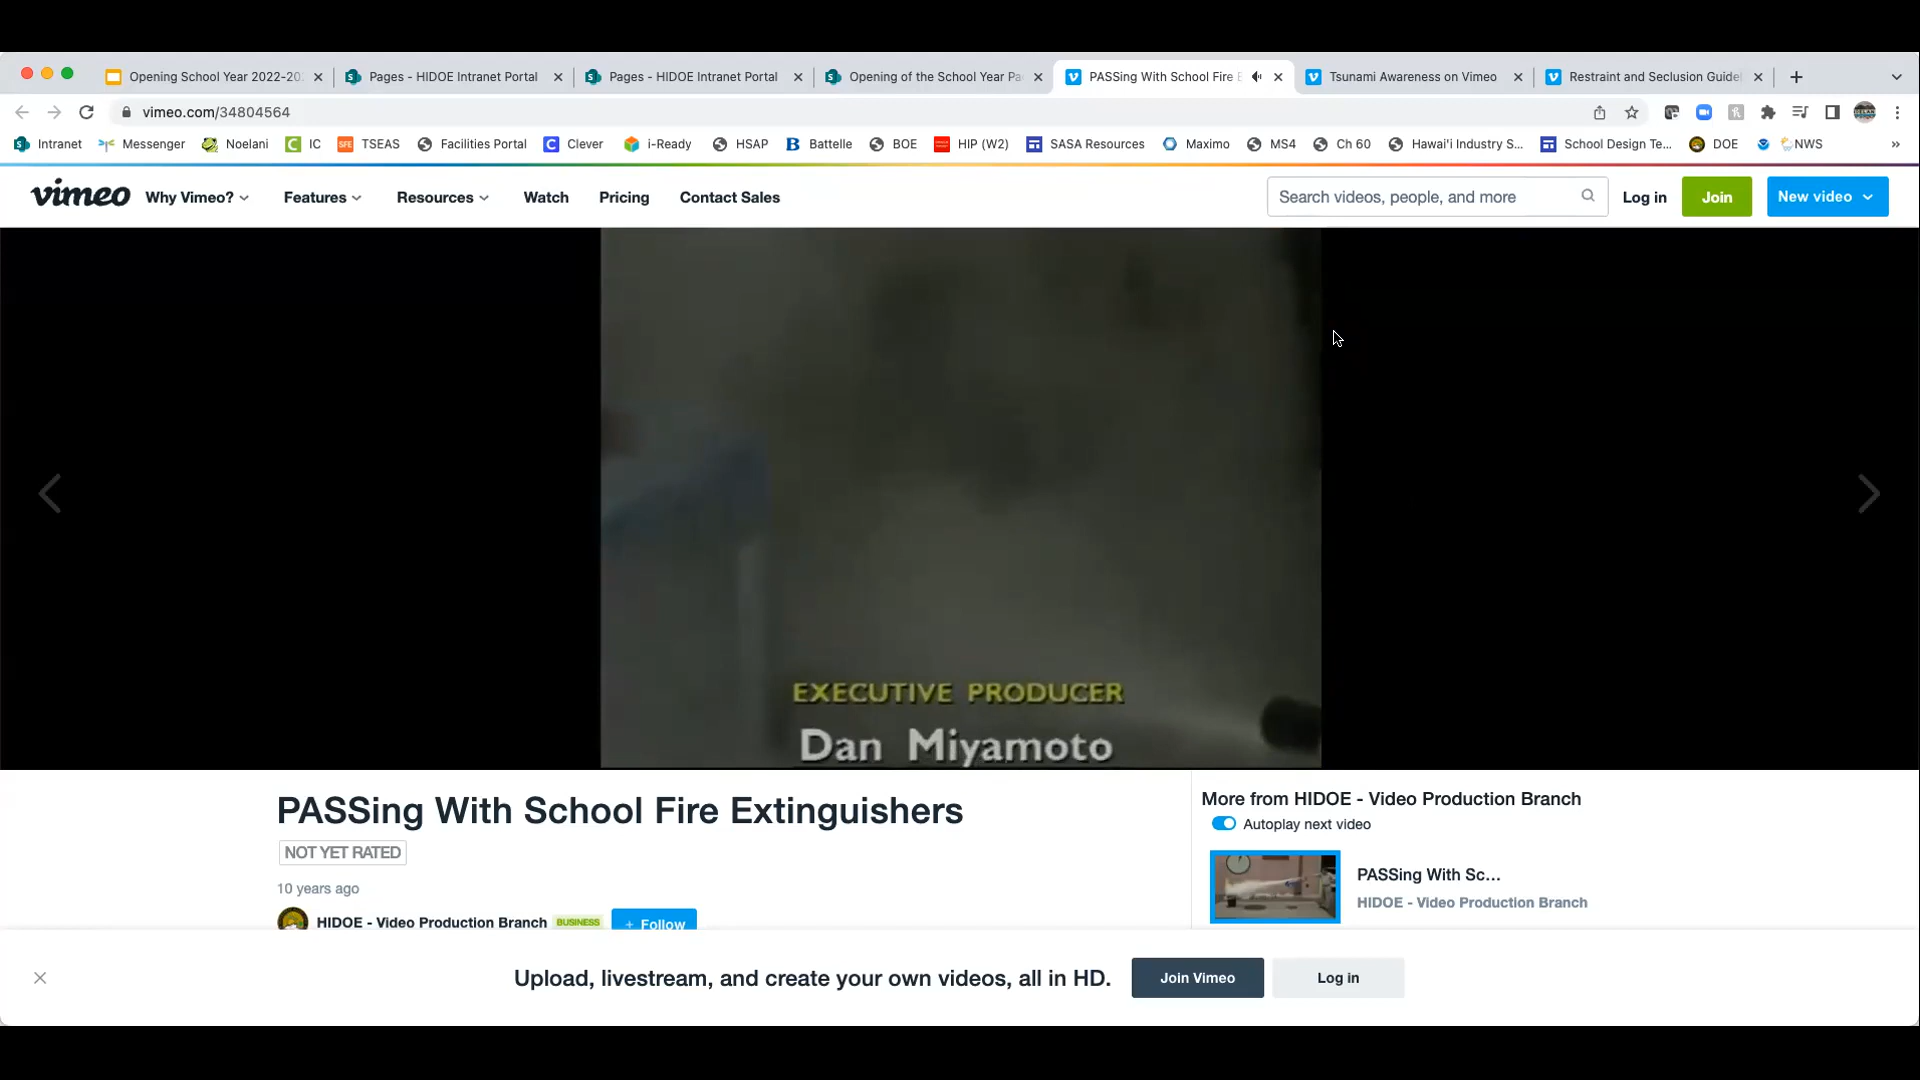 Opening School Year 2022-202
Pages - HIDOE Intranet Portal
Pages - HIDOE Intranet Portal
Opening of the School Year Pa
PASSing With School Fire E
Tsunami Awareness on Vimeo
Restraint and Seclusion Guidel
vimeo.com/34804564
Intranet Messenger Noelani IC TSEAS Facilities Portal Clever i-Ready HSAP Battelle BOE HIP (W2) SASA Resources Maximo MS4 Ch 60 Hawai'i Industry S... School Design Te... DOE NWS »
vimeo Why Vimeo? Features Resources Watch Pricing Contact Sales Search videos, people, and more Log in Join New video
EXECUTIVE PRODUCER
Dan Miyamoto
PASSing With School Fire Extinguishers
NOT YET RATED
10 years ago
HIDOE - Video Production Branch BUSINESS + Follow
More from HIDOE - Video Production Branch
Autoplay next video
PASSing With Sc...
HIDOE - Video Production Branch
Upload, livestream, and create your own videos, all in HD. Join Vimeo Log in